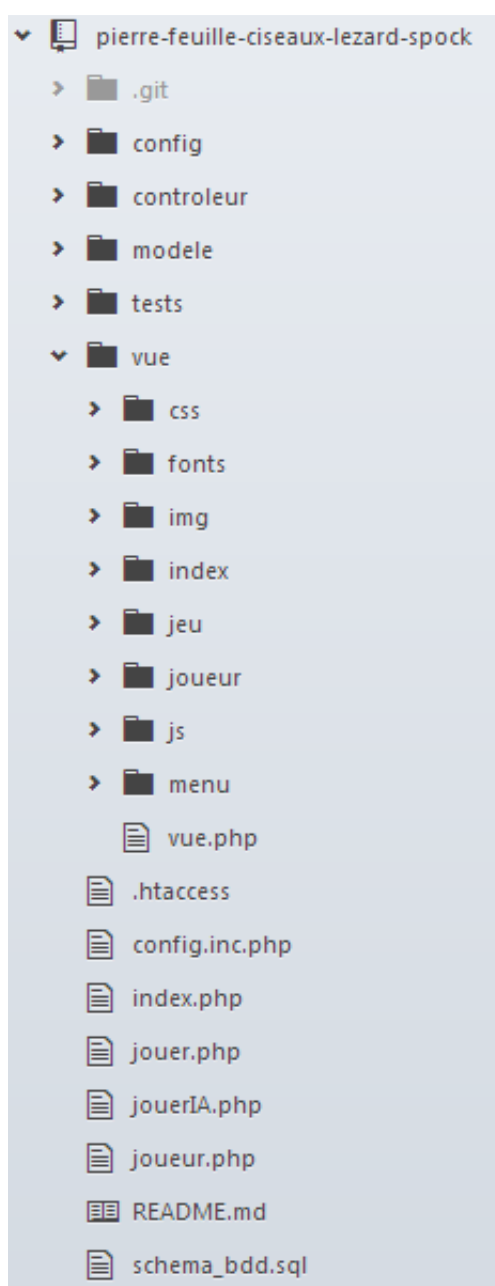 pierre-feuille-ciseaux-lezard-spock
.git
config
controleur
modele
tests
vue
css
fonts
img
index
jeu
joueur
js
menu
vue.php
.htaccess
config.inc.php
index.php
jouer.php
jouerIA.php
joueur.php
README.md
schema_bdd.sql